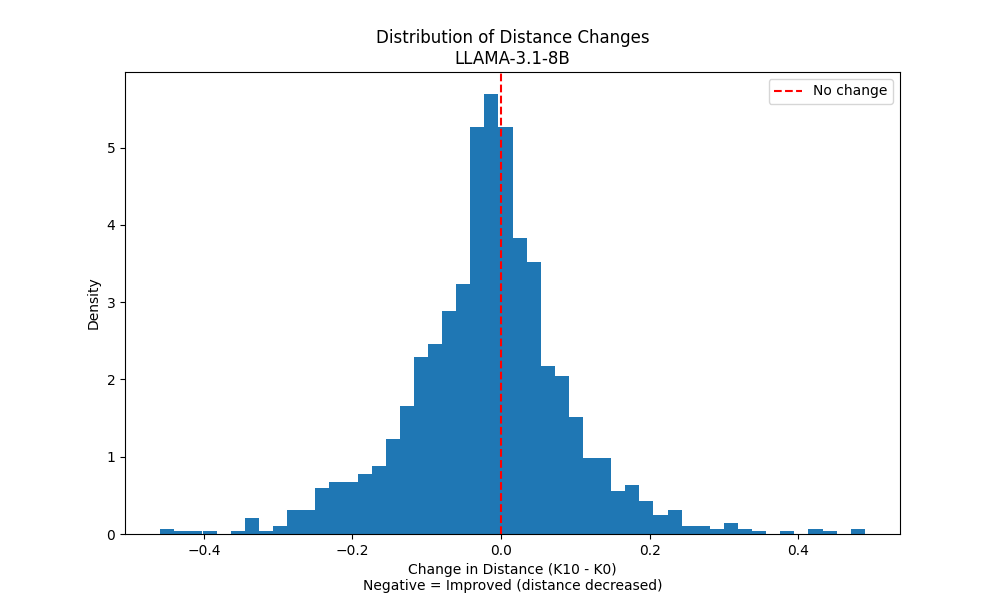 Distribution of Distance Changes
LLAMA-3.1-8B
No change
Density
5
4
3
2
1
0
−0.4
−0.2
0.0
0.2
0.4
Change in Distance (K10 - K0)
Negative = Improved (distance decreased)